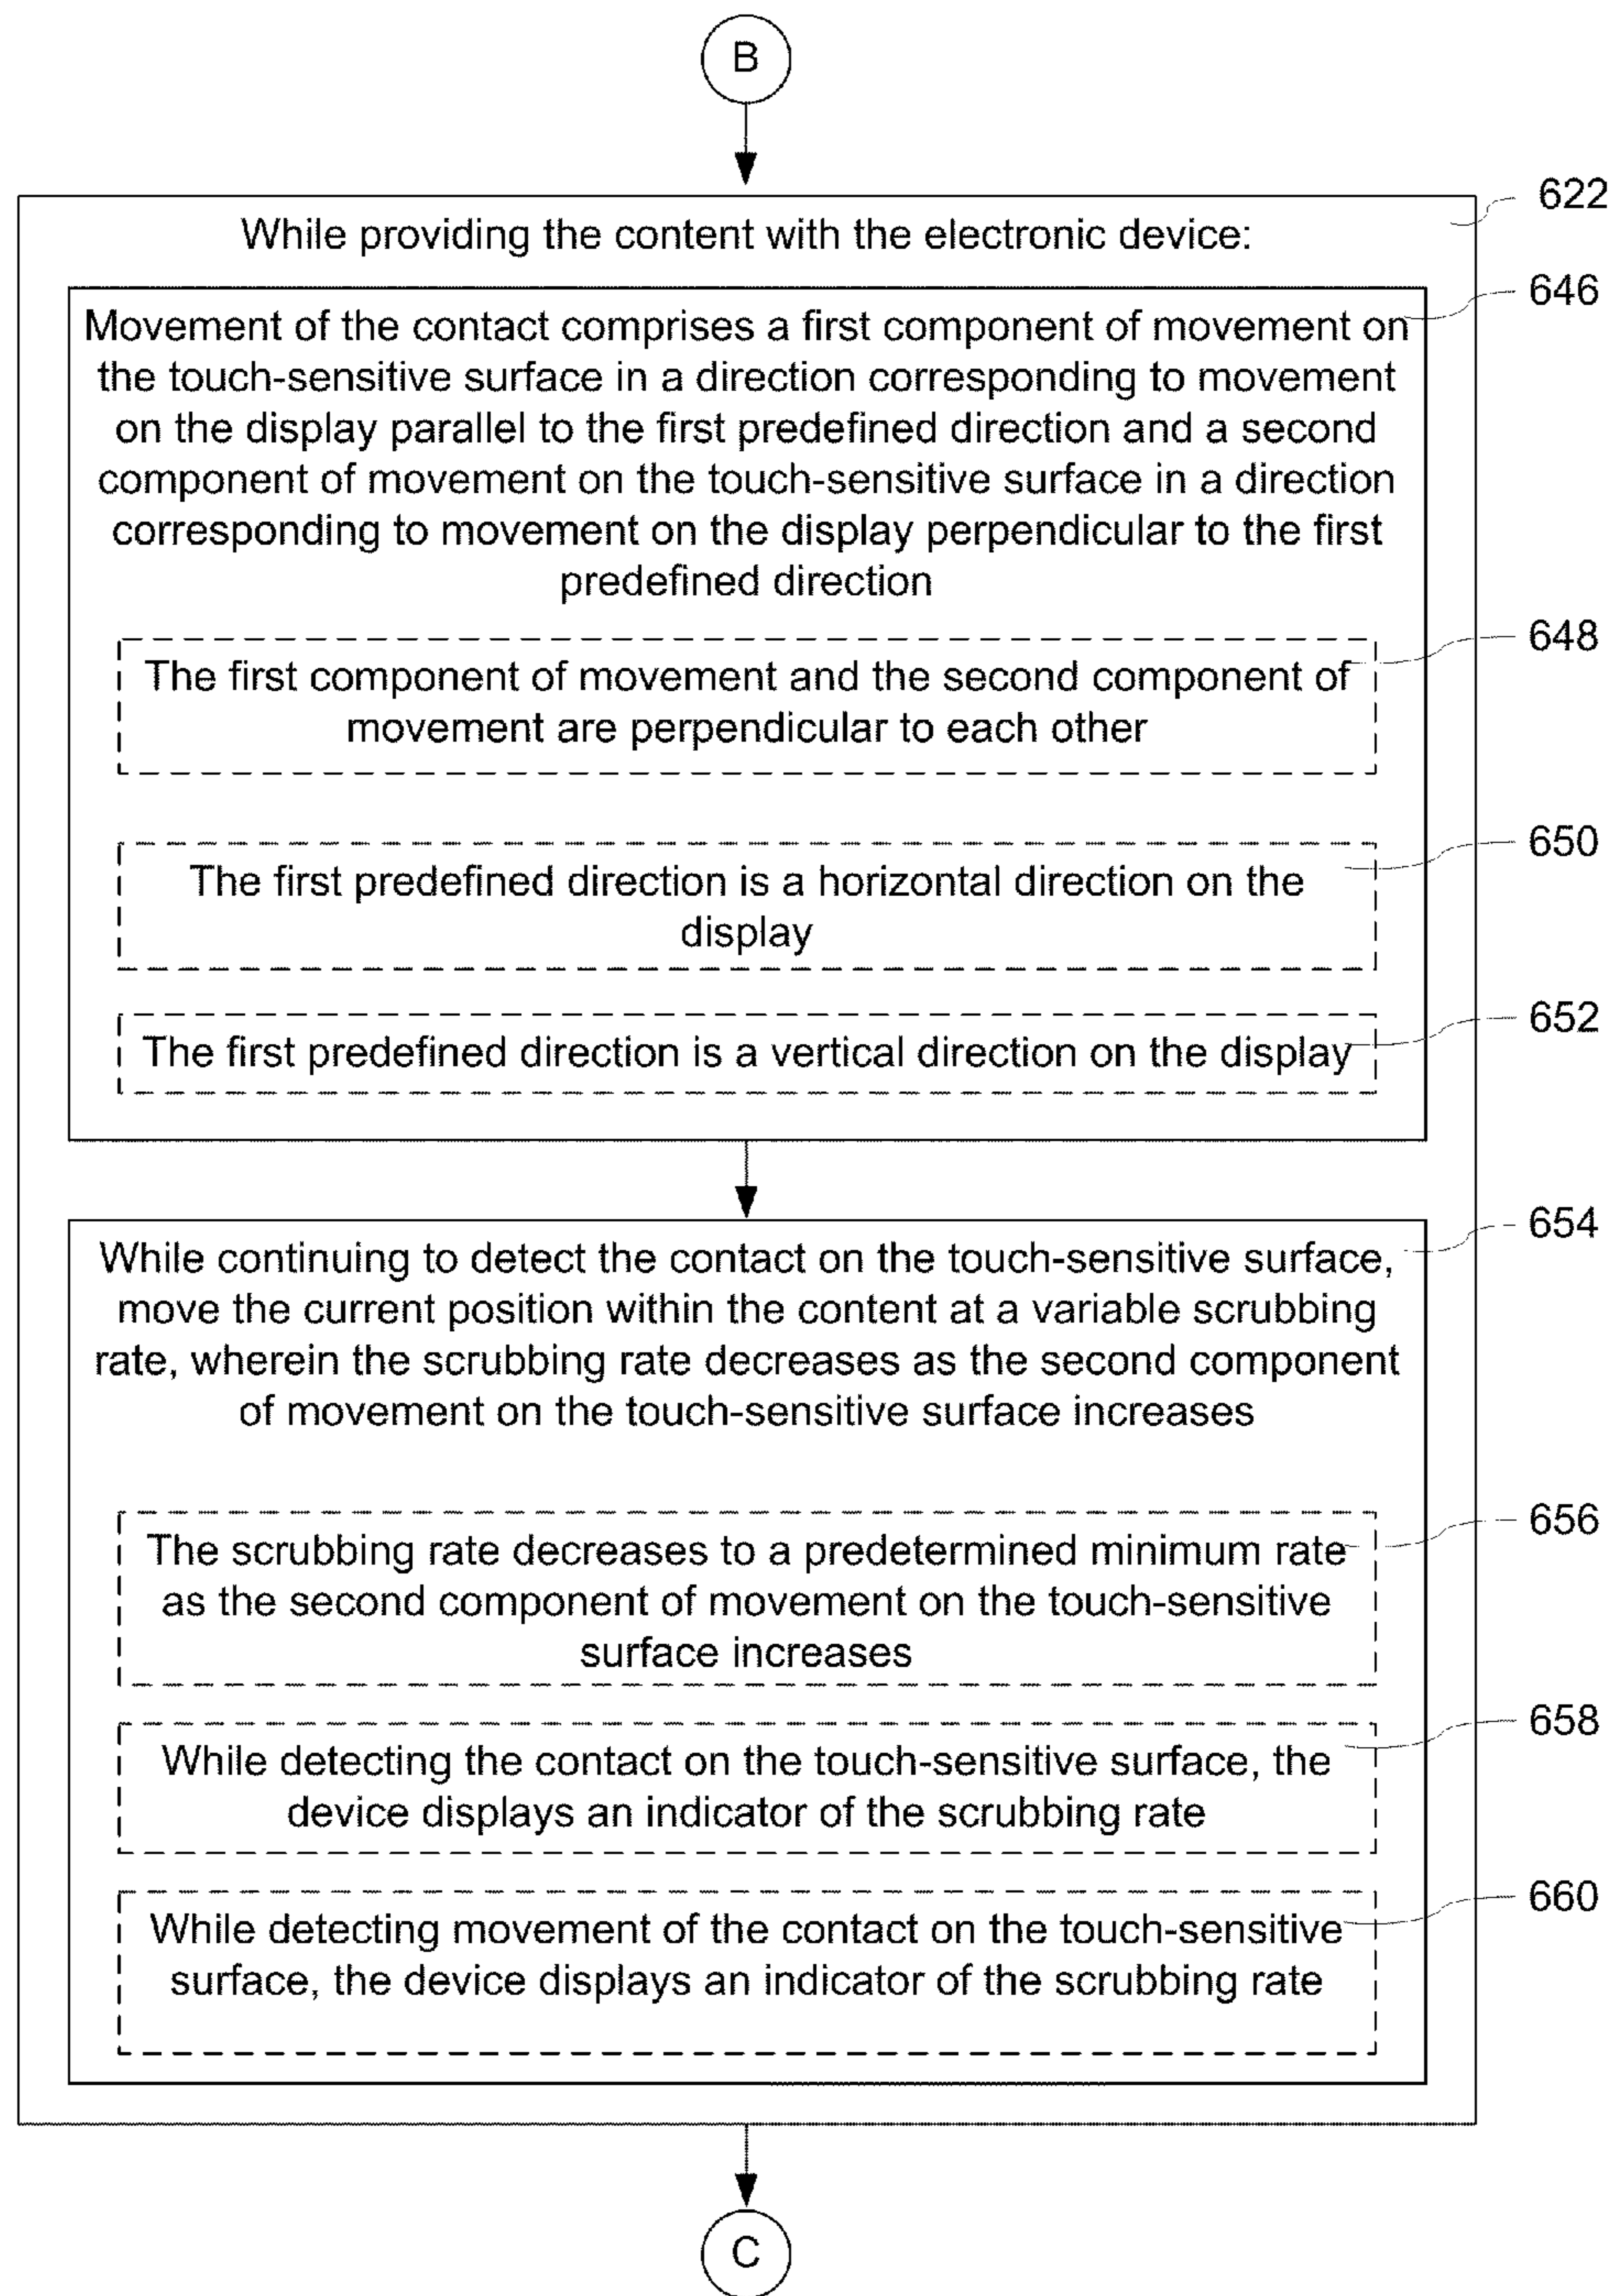 B
622
While providing the content with the electronic device:
646
Movement of the contact comprises a first component of movement on
the touch-sensitive surface in a direction corresponding to movement
on the display parallel to the first predefined direction and a second
component of movement on the touch-sensitive surface in a direction
corresponding to movement on the display perpendicular to the first
predefined direction
648
The first component of movement and the second component of
movement are perpendicular to each other
650
The first predefined direction is a horizontal direction on the
display
652
The first predefined direction is a vertical direction on the display
654
While continuing to detect the contact on the touch-sensitive surface,
move the current position within the content at a variable scrubbing
rate, wherein the scrubbing rate decreases as the second component
of movement on the touch-sensitive surface increases
656
The scrubbing rate decreases to a predetermined minimum rate
as the second component of movement on the touch-sensitive
surface increases
658
While detecting the contact on the touch-sensitive surface, the
device displays an indicator of the scrubbing rate
660
While detecting movement of the contact on the touch-sensitive
surface, the device displays an indicator of the scrubbing rate
C